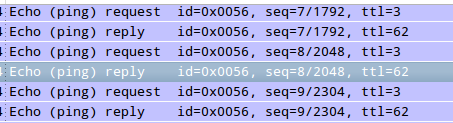 Echo (ping) request id=0x0056, seq=7/1792, ttl=3
Echo (ping) reply id=0x0056, seq=7/1792, ttl=62
Echo (ping) request id=0x0056, seq=8/2048, ttl=3
Echo (ping) reply id=0x0056, seq=8/2048, ttl=62
Echo (ping) request id=0x0056, seq=9/2304, ttl=3
Echo (ping) reply id=0x0056, seq=9/2304, ttl=62